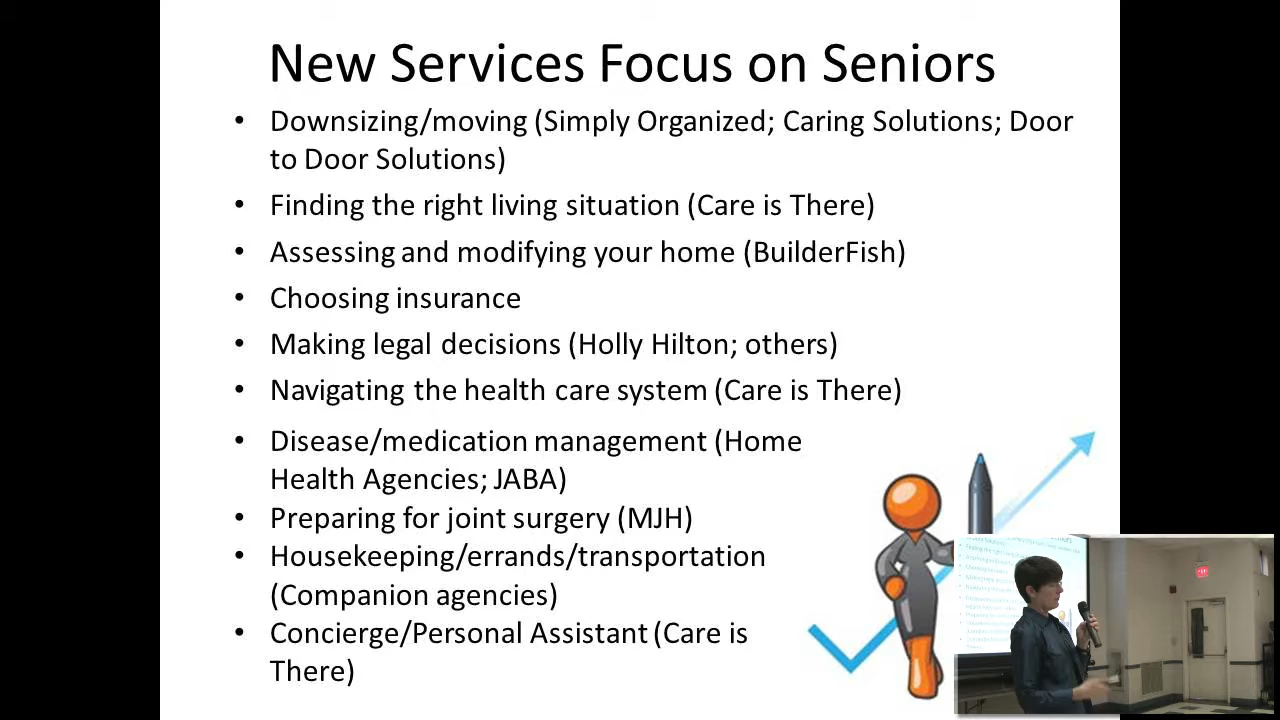 New Services Focus on Seniors
• Downsizing/moving (Simply Organized; Caring Solutions; Door
to Door Solutions)
• Finding the right living situation (Care is There)
• Assessing and modifying your home (BuilderFish)
• Choosing insurance
• Making legal decisions (Holly Hilton; others)
• Navigating the health care system (Care is There)
• Disease/medication management (Home
Health Agencies; JABA)
• Preparing for joint surgery (MJH)
• Housekeeping/errands/transportation
(Companion agencies)
• Concierge/Personal Assistant (Care is
There)